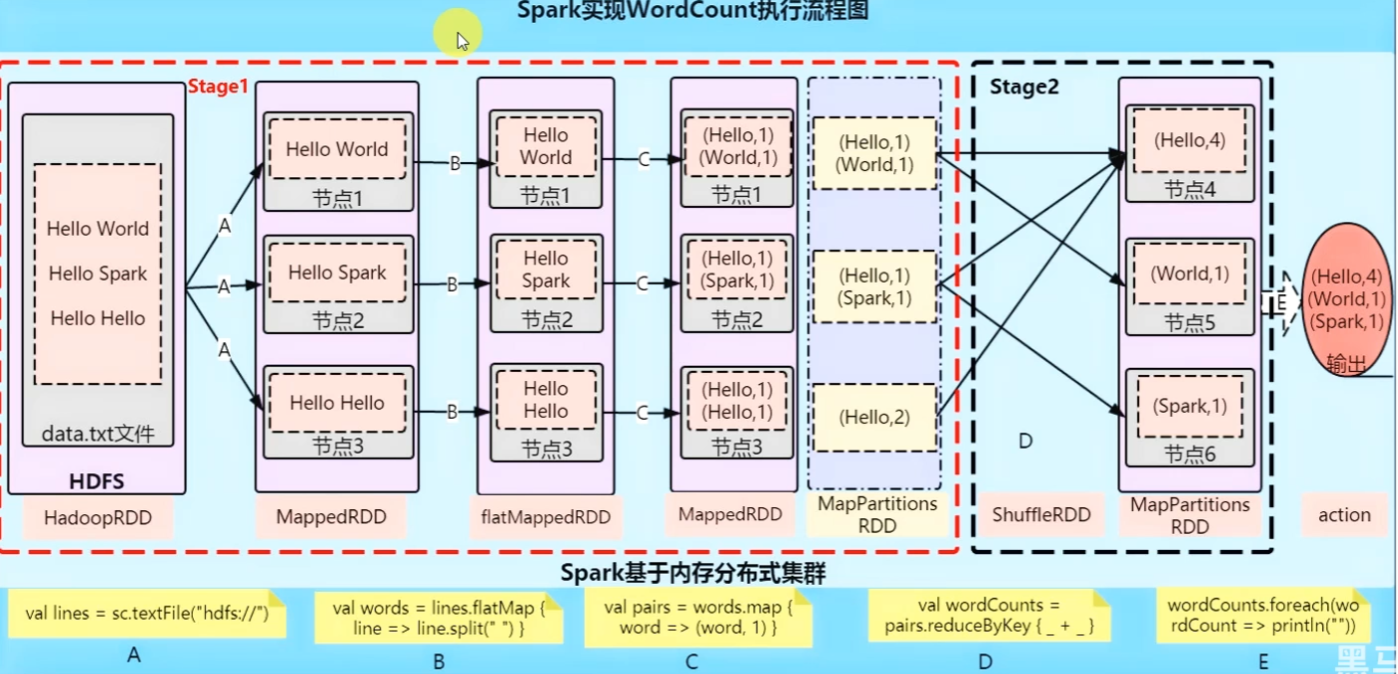 Spark实现WordCount执行流程图
Stage1
Hello World
Hello Spark
Hello Hello
data.txt文件
HDFS
HadoopRDD
A
A
A
Hello World
节点1
Hello Spark
节点2
Hello Hello
节点3
MappedRDD
B
B
B
Hello
World
节点1
Hello
Spark
节点2
Hello
Hello
节点3
flatMappedRDD
C
C
C
(Hello,1)
(World,1)
节点1
(Hello,1)
(Spark,1)
节点2
(Hello,1)
(Hello,1)
节点3
MappedRDD
(Hello,1)
(World,1)
(Hello,1)
(Spark,1)
(Hello,2)
MapPartitions
RDD
Stage2
D
ShuffleRDD
(Hello,4)
节点4
(World,1)
节点5
(Spark,1)
节点6
MapPartitions
RDD
E
(Hello,4)
(World,1)
(Spark,1)
输出
action
Spark基于内存分布式集群
val lines = sc.textFile("hdfs://")
A
val words = lines.flatMap {
line => line.split(" ") }
B
val pairs = words.map {
word => (word, 1) }
C
val wordCounts =
pairs.reduceByKey { _ + _ }
D
wordCounts.foreach(wo
rdCount => println(""))
E